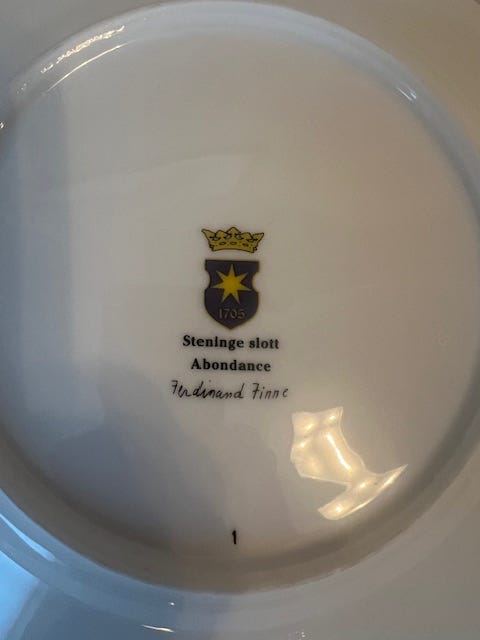 1705
Steninge slott
Abondance
Ferdinand Finne
1